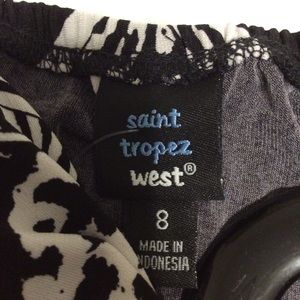 saint
tropez
west®
8
MADE IN
INDONESIA